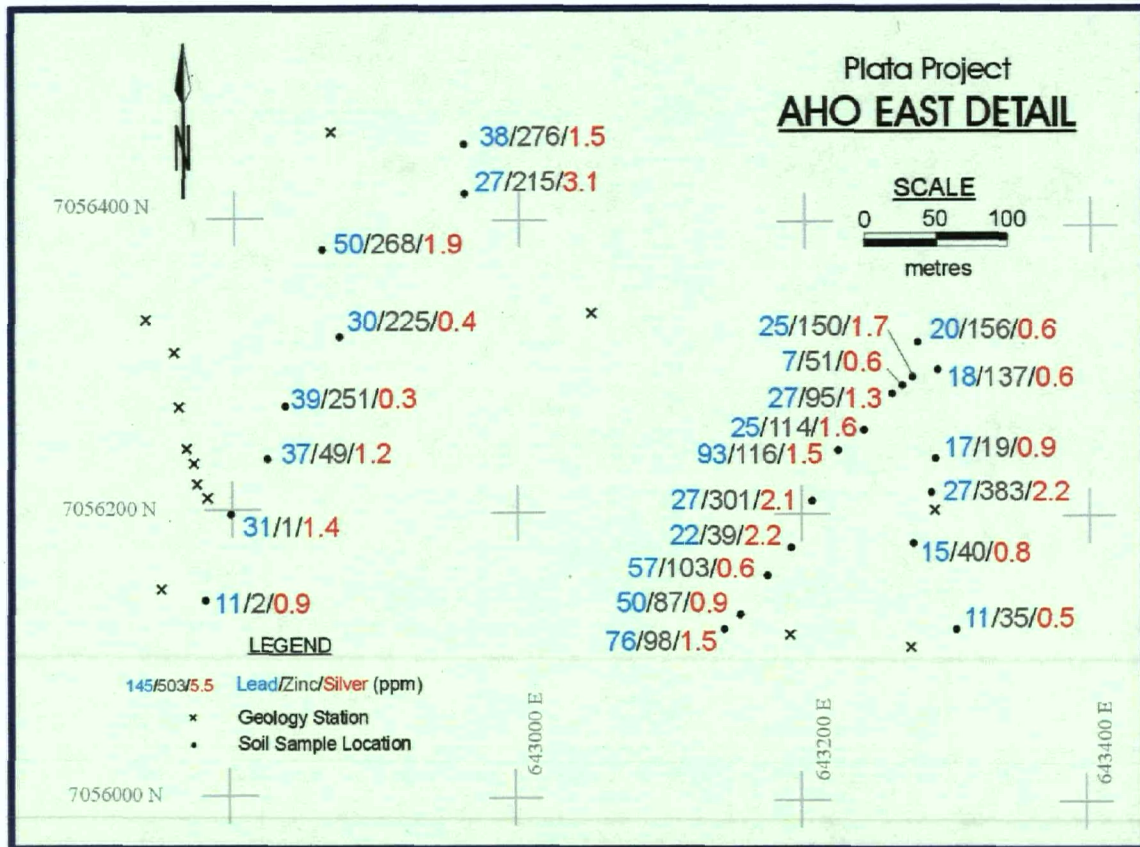 Plata Project
AHO EAST DETAIL
N
SCALE
0 50 100
metres
38/276/1.5
27/215/3.1
7056400 N
50/268/1.9
30/225/0.4
25/150/1.7
20/156/0.6
7/51/0.6
18/137/0.6
27/95/1.3
39/251/0.3
25/114/1.6
37/49/1.2
93/116/1.5
17/19/0.9
27/301/2.1
27/383/2.2
7056200 N
31/1/1.4
22/39/2.2
15/40/0.8
57/103/0.6
11/2/0.9
50/87/0.9
11/35/0.5
76/98/1.5
LEGEND
145/503/5.5 Lead/Zinc/Silver (ppm)
× Geology Station
• Soil Sample Location
643000 E
643200 E
643400 E
7056000 N